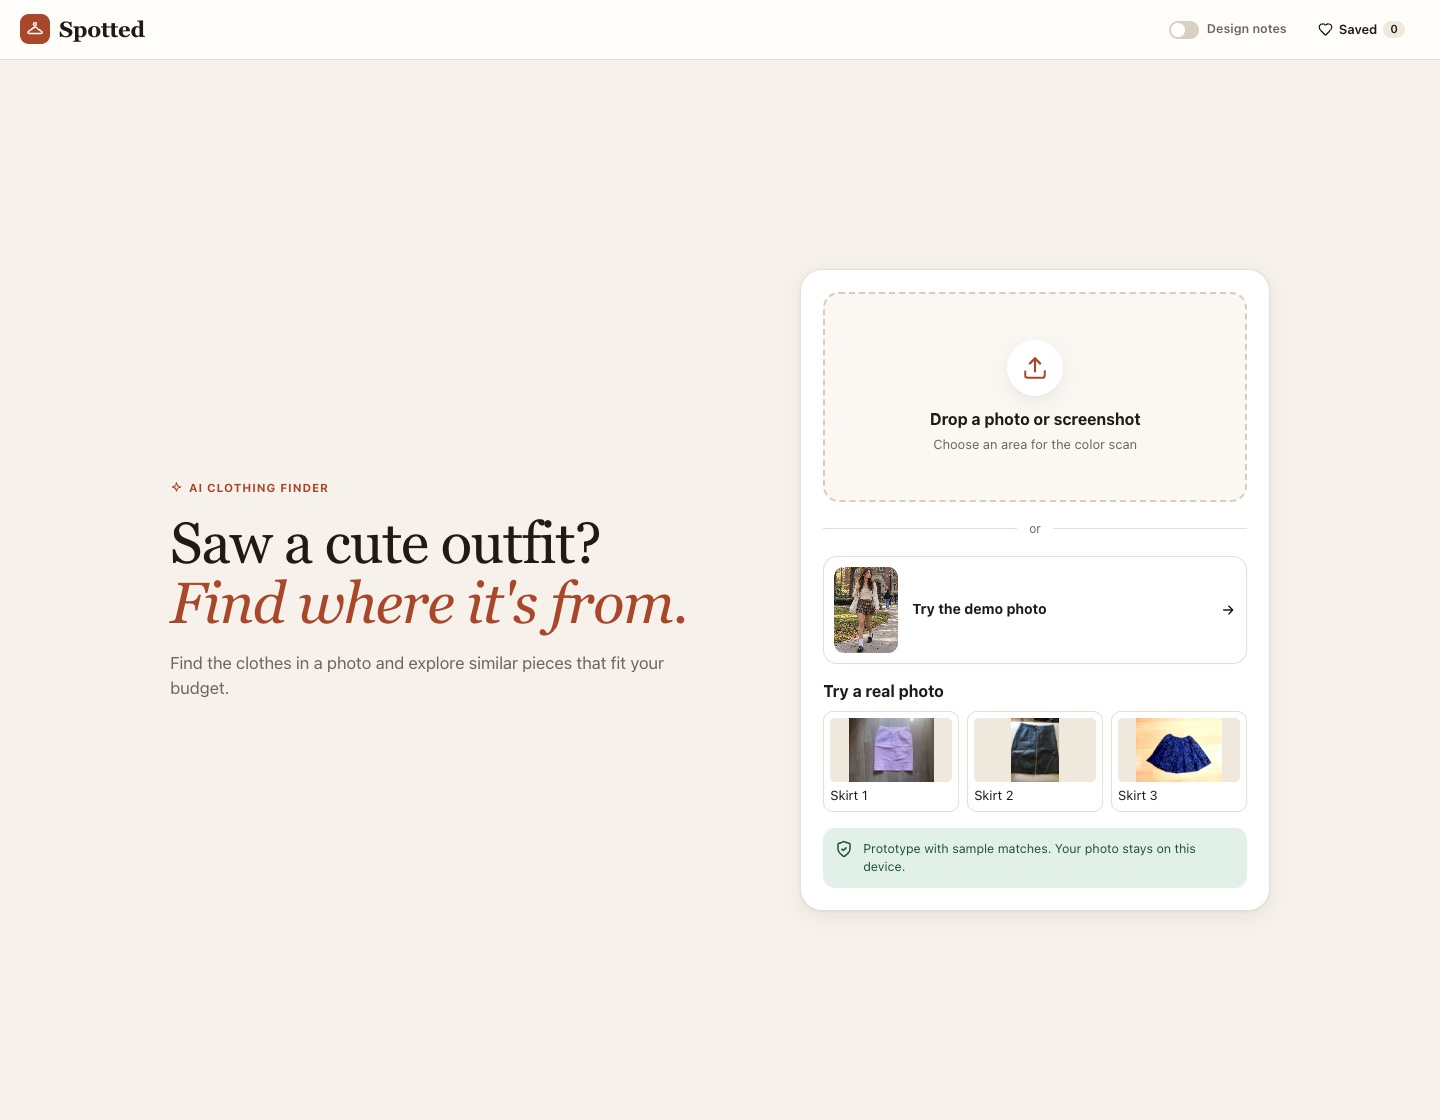 Spotted
Design notes
Saved 0
AI CLOTHING FINDER
Saw a cute outfit?
Find where it's from.
Find the clothes in a photo and explore similar pieces that fit your
budget.
Drop a photo or screenshot
Choose an area for the color scan
or
Try the demo photo
Try a real photo
Skirt 1
Skirt 2
Skirt 3
Prototype with sample matches. Your photo stays on this
device.